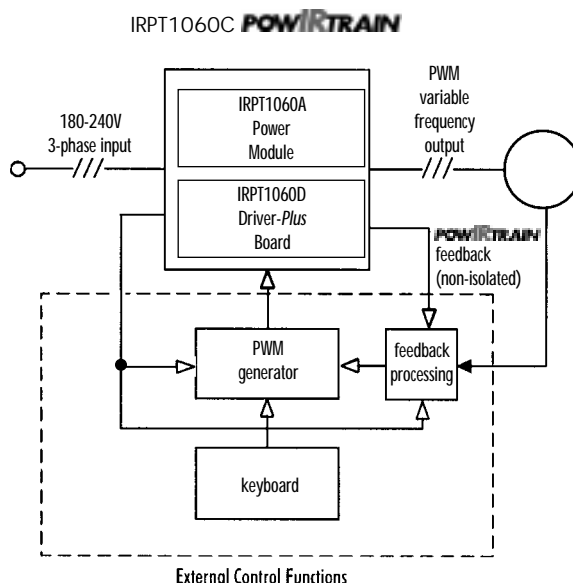 IRPT1060C POWIRTRAIN
180-240V
3-phase input
IRPT1060A
Power
Module
IRPT1060D
Driver-Plus
Board
PWM
variable
frequency
output
POWIRTRAIN
feedback
(non-isolated)
PWM
generator
feedback
processing
keyboard
External Control Functions